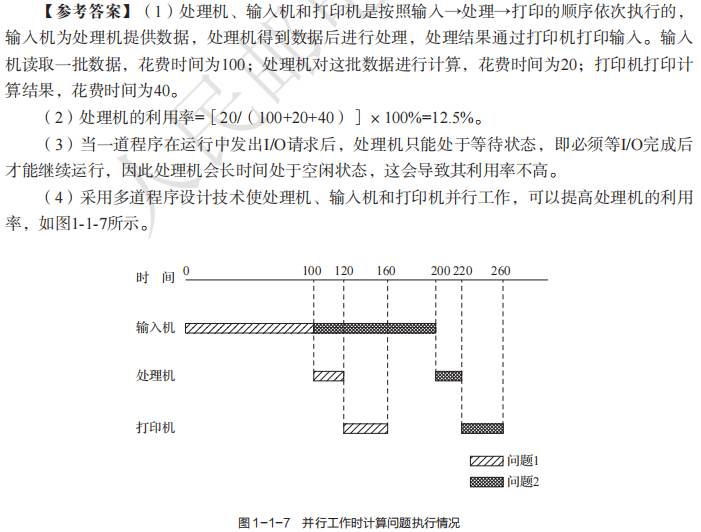 【参考答案】（1）处理机、输入机和打印机是按照输入→处理→打印的顺序依次执行的，
输入机为处理机提供数据，处理机得到数据后进行处理，处理结果通过打印机打印输入。输入
机读取一批数据，花费时间为100；处理机对这批数据进行计算，花费时间为20；打印机打印计
算结果，花费时间为40。
（2）处理机的利用率=［20/（100+20+40）］×100%=12.5%。
（3）当一道程序在运行中发出I/O请求后，处理机只能处于等待状态，即必须等I/O完成后
才能继续运行，因此处理机会长时间处于空闲状态，这会导致其利用率不高。
（4）采用多道程序设计技术使处理机、输入机和打印机并行工作，可以提高处理机的利用
率，如图1-1-7所示。
时 间 0 100 120 160 200 220 260
输入机
处理机
打印机
问题1
问题2
图1-1-7 并行工作时计算问题执行情况
人民邮